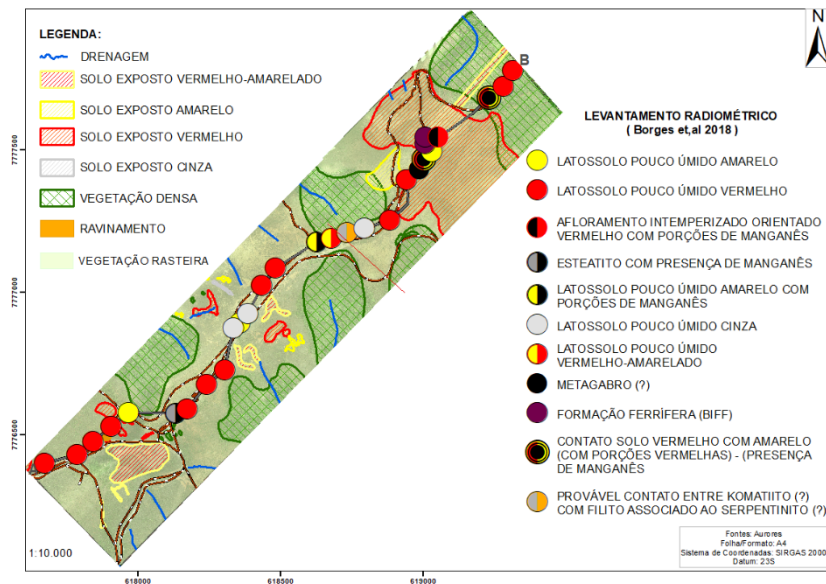 N
LEGENDA:
DRENAGEM
SOLO EXPOSTO VERMELHO-AMARELADO
SOLO EXPOSTO AMARELO
SOLO EXPOSTO VERMELHO
SOLO EXPOSTO CINZA
VEGETAÇÃO DENSA
RAVINAMENTO
VEGETAÇÃO RASTEIRA
B
LEVANTAMENTO RADIOMÉTRICO
( Borges et,al 2018 )
LATOSSOLO POUCO ÚMIDO AMARELO
LATOSSOLO POUCO ÚMIDO VERMELHO
AFLORAMENTO INTEMPERIZADO ORIENTADO
VERMELHO COM PORÇÕES DE MANGANÊS
ESTEATITO COM PRESENÇA DE MANGANÊS
LATOSSOLO POUCO ÚMIDO AMARELO COM
PORÇÕES DE MANGANÊS
LATOSSOLO POUCO ÚMIDO CINZA
LATOSSOLO POUCO ÚMIDO
VERMELHO-AMARELADO
METAGABRO (?)
FORMAÇÃO FERRÌFERA (BIFF)
CONTATO SOLO VERMELHO COM AMARELO
(COM PORÇÕES VERMELHAS) - (PRESENÇA
DE MANGANÊS
PROVÁVEL CONTATO ENTRE KOMATIITO (?)
COM FILITO ASSOCIADO AO SERPENTINITO (?)
7777500
7777000
7776500
1:10.000
618000
618500
619000
Fontes: Aurores
Folha/Formato: A4
Sistema de Coordenadas: SIRGAS 2000
Datum: 23S